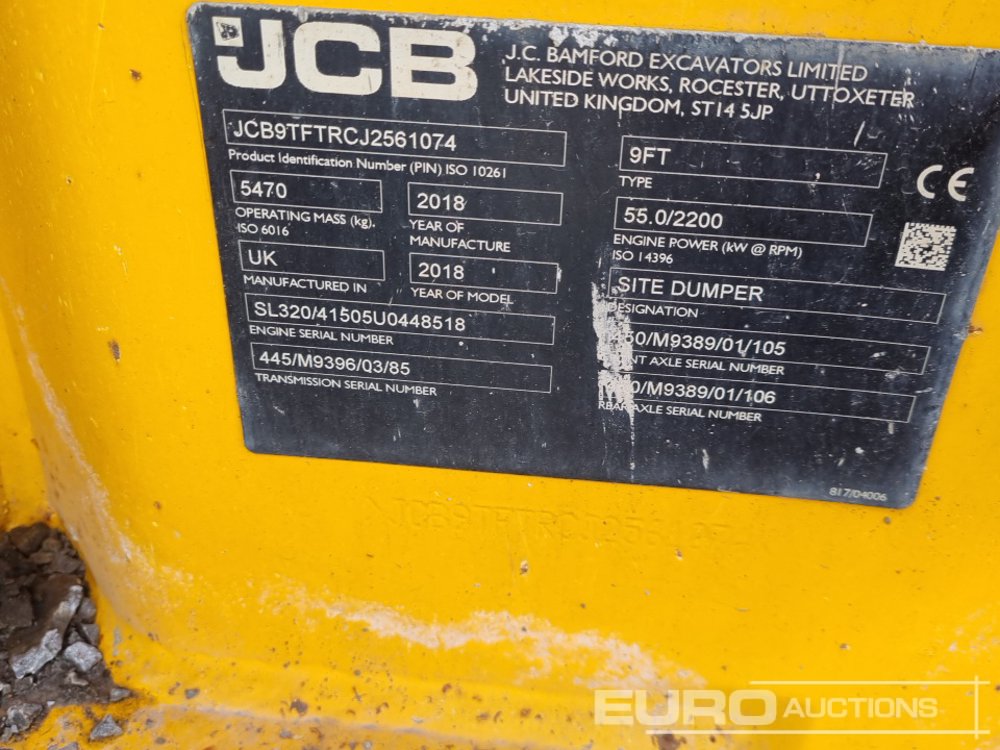 JCB
J.C. BAMFORD EXCAVATORS LIMITED
LAKESIDE WORKS, ROCESTER, UTTOXETER
UNITED KINGDOM, ST14 5JP
JCB9TFTRCJ2561074
Product Identification Number (PIN) ISO 10261
5470
OPERATING MASS (kg).
ISO 6016
2018
YEAR OF
MANUFACTURE
UK
MANUFACTURED IN
2018
YEAR OF MODEL
SL320/41505U0448518
ENGINE SERIAL NUMBER
445/M9396/03/85
TRANSMISSION SERIAL NUMBER
9FT
TYPE
CE
55.0/2200
ENGINE POWER (kW @ RPM)
ISO 14396
SITE DUMPER
DESIGNATION
/M9389/01/105
AXLE SERIAL NUMBER
/M9389/01/106
REAR AXLE SERIAL NUMBER
817/04006
EURO AUCTIONS